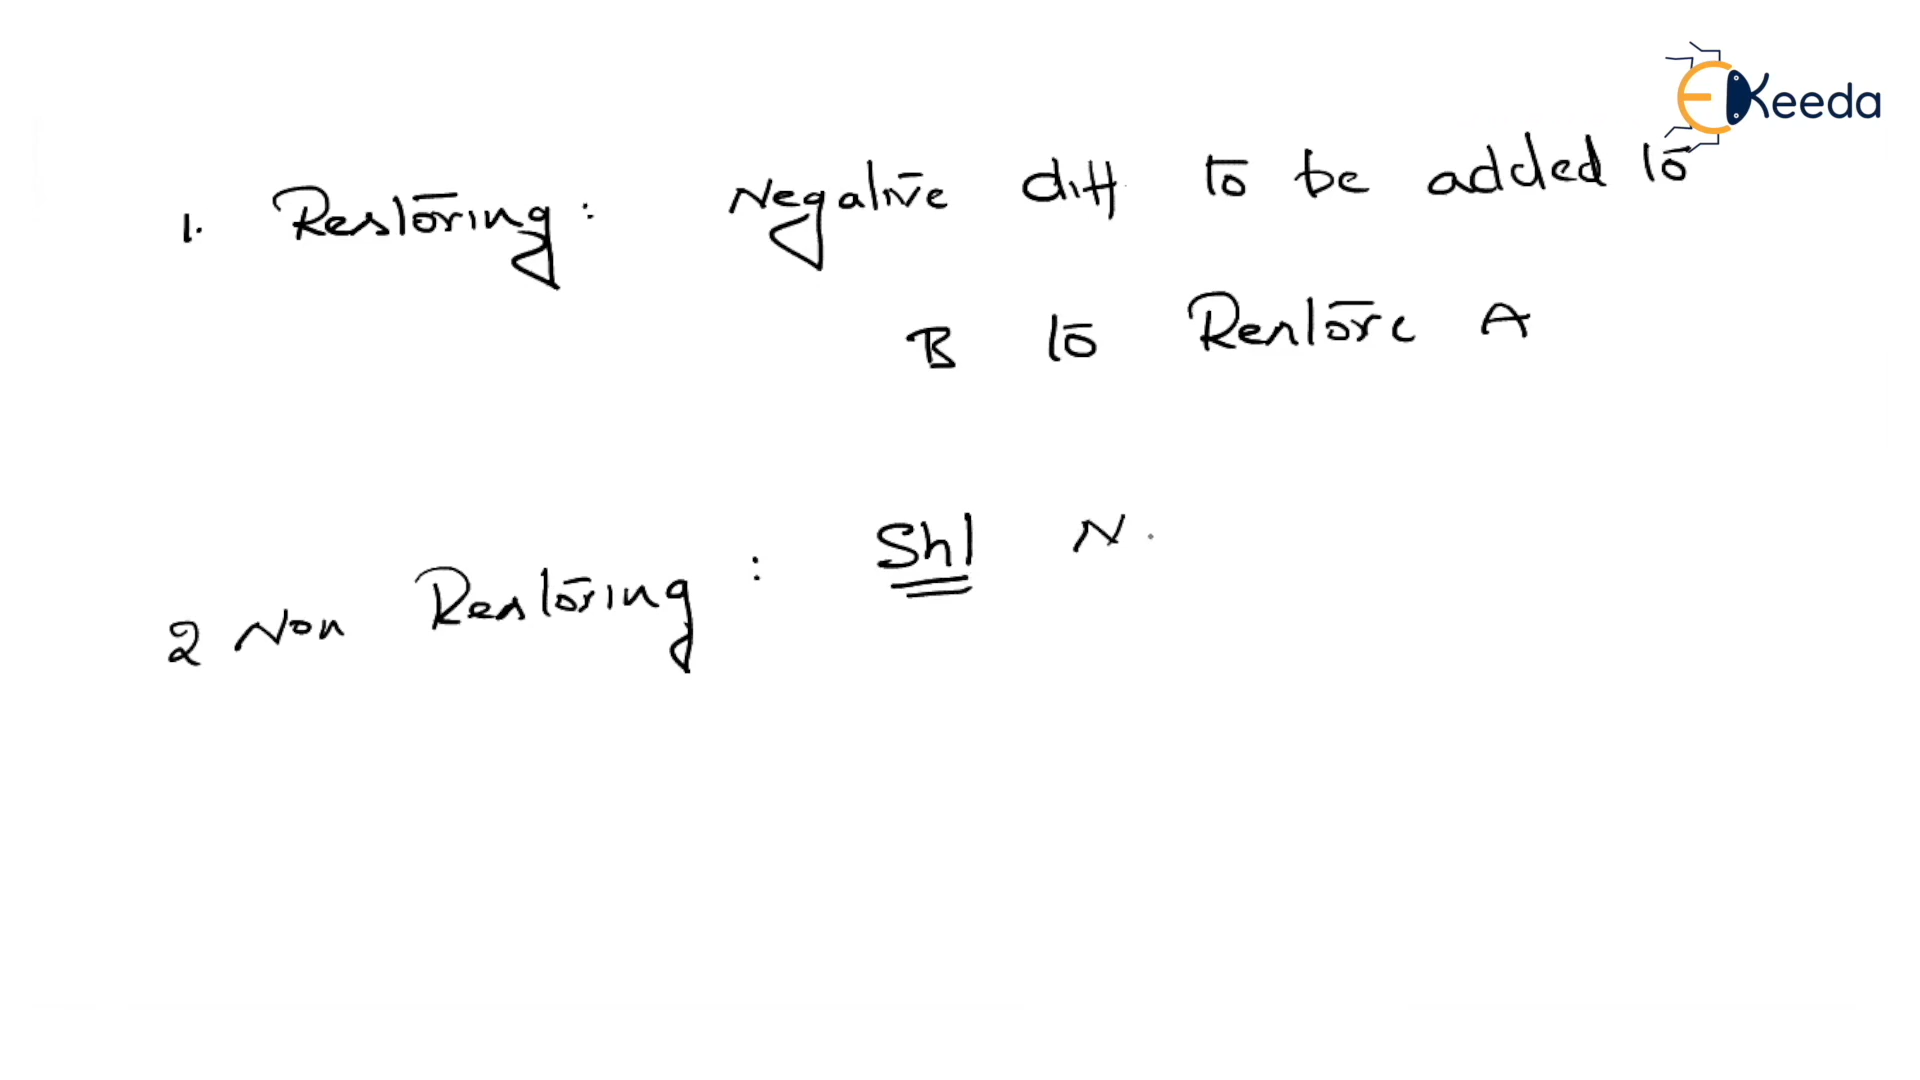 EKeeda
1. Restoring: Negative diff to be added to
B to Restore A
2 Non Restoring: Shl N.